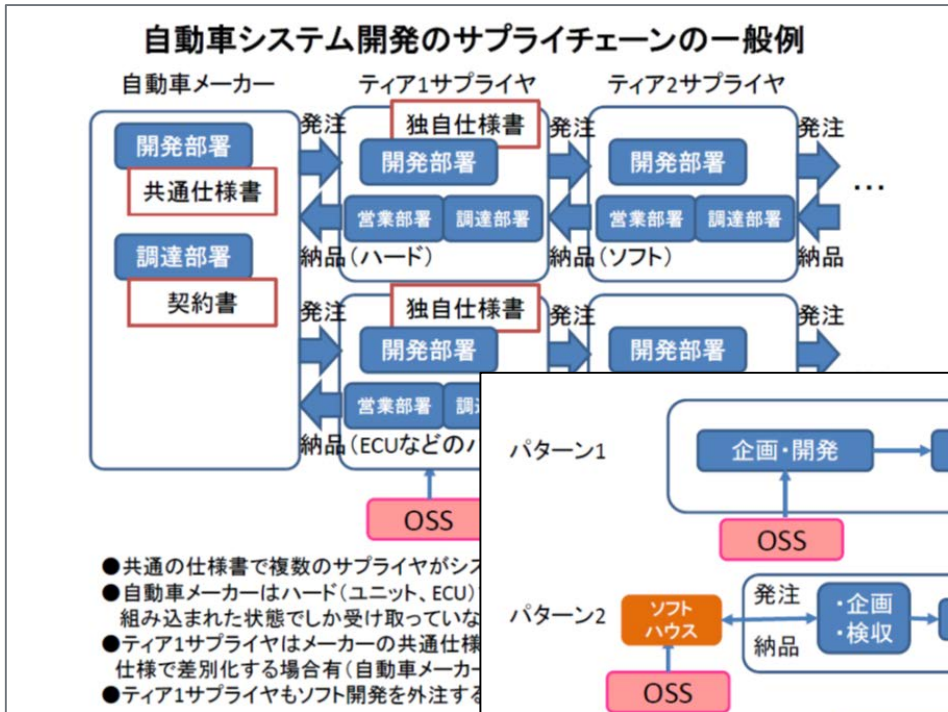 自動車システム開発のサプライチェーンの一般例
自動車メーカー
ティア1サプライヤ
ティア2サプライヤ
開発部署
共通仕様書
調達部署
契約書
発注
独自仕様書
開発部署
営業部署
調達部署
納品
(ハード)
発注
開発部署
営業部署
調達部署
納品
(ソフト)
発注
…
納品
発注
独自仕様書
開発部署
営業部署
納品
(ECUなどのハ
発注
開発部署
発注
OSS
●共通の仕様書で複数のサプライヤがシス
●自動車メーカーはハード(ユニット、ECU)
組み込まれた状態でしか受け取っていな
●ティア1サプライヤはメーカーの共通仕様
仕様で差別化する場合有(自動車メーカー
●ティア1サプライヤもソフト開発を外注する
パターン1
企画・開発
OSS
パターン2
ソフト
ハウス
発注
納品
・企画
・検収
OSS